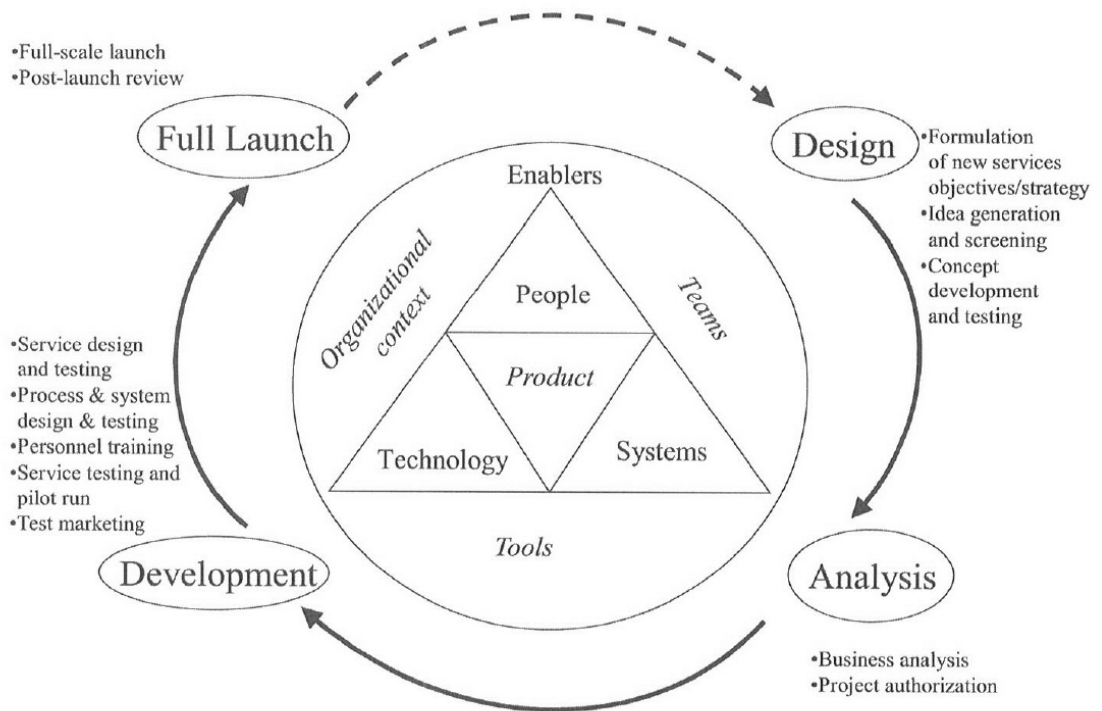 •Full-scale launch
•Post-launch review
Full Launch
Design
•Formulation
of new services
objectives/strategy
•Idea generation
and screening
•Concept
development
and testing
Enablers
Organizational
context
Teams
People
Product
Technology
Systems
Tools
•Service design
and testing
•Process & system
design & testing
•Personnel training
•Service testing and
pilot run
•Test marketing
Development
Analysis
•Business analysis
•Project authorization